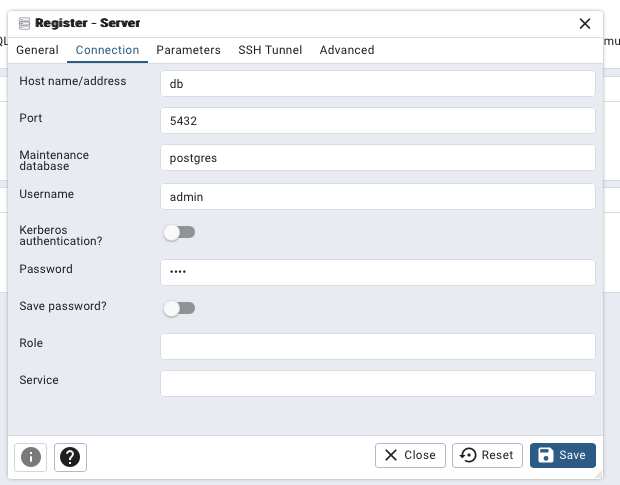 Register - Server
General Connection Parameters SSH Tunnel Advanced
Host name/address
db
Port
5432
Maintenance
database
postgres
Username
admin
Kerberos
authentication?
Password
••••
Save password?
Role
Service
Close Reset Save